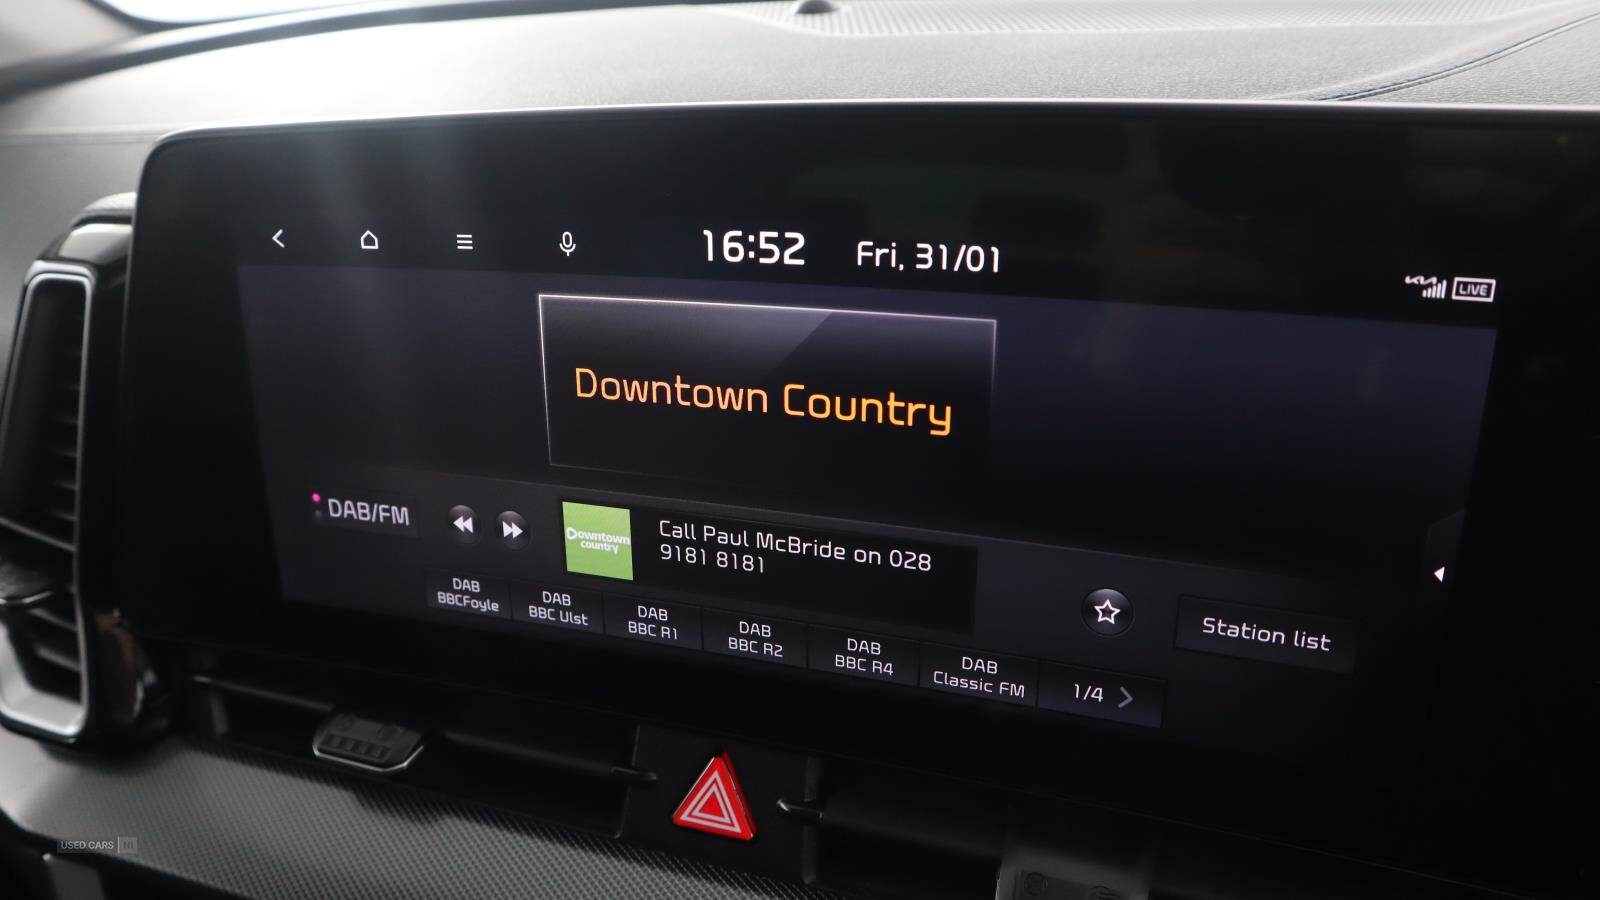 16:52 Fri, 31/01
LIVE
Downtown Country
DAB/FM
Downtown
country
Call Paul McBride on 028
9181 8181
DAB
BBCFoyle
DAB
BBC Ulst
DAB
BBC R1
DAB
BBC R2
DAB
BBC R4
DAB
Classic FM
1/4
Station list
USED CARS NI